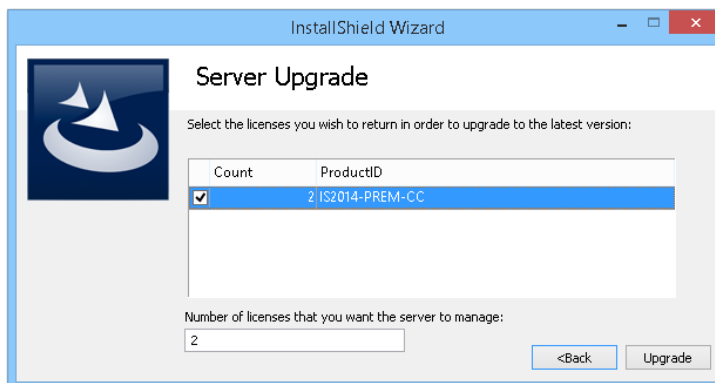 InstallShield Wizard
Server Upgrade
Select the licenses you wish to return in order to upgrade to the latest version:
Count ProductID
2 IS2014-PREM-CC
Number of licenses that you want the server to manage:
2
<Back Upgrade